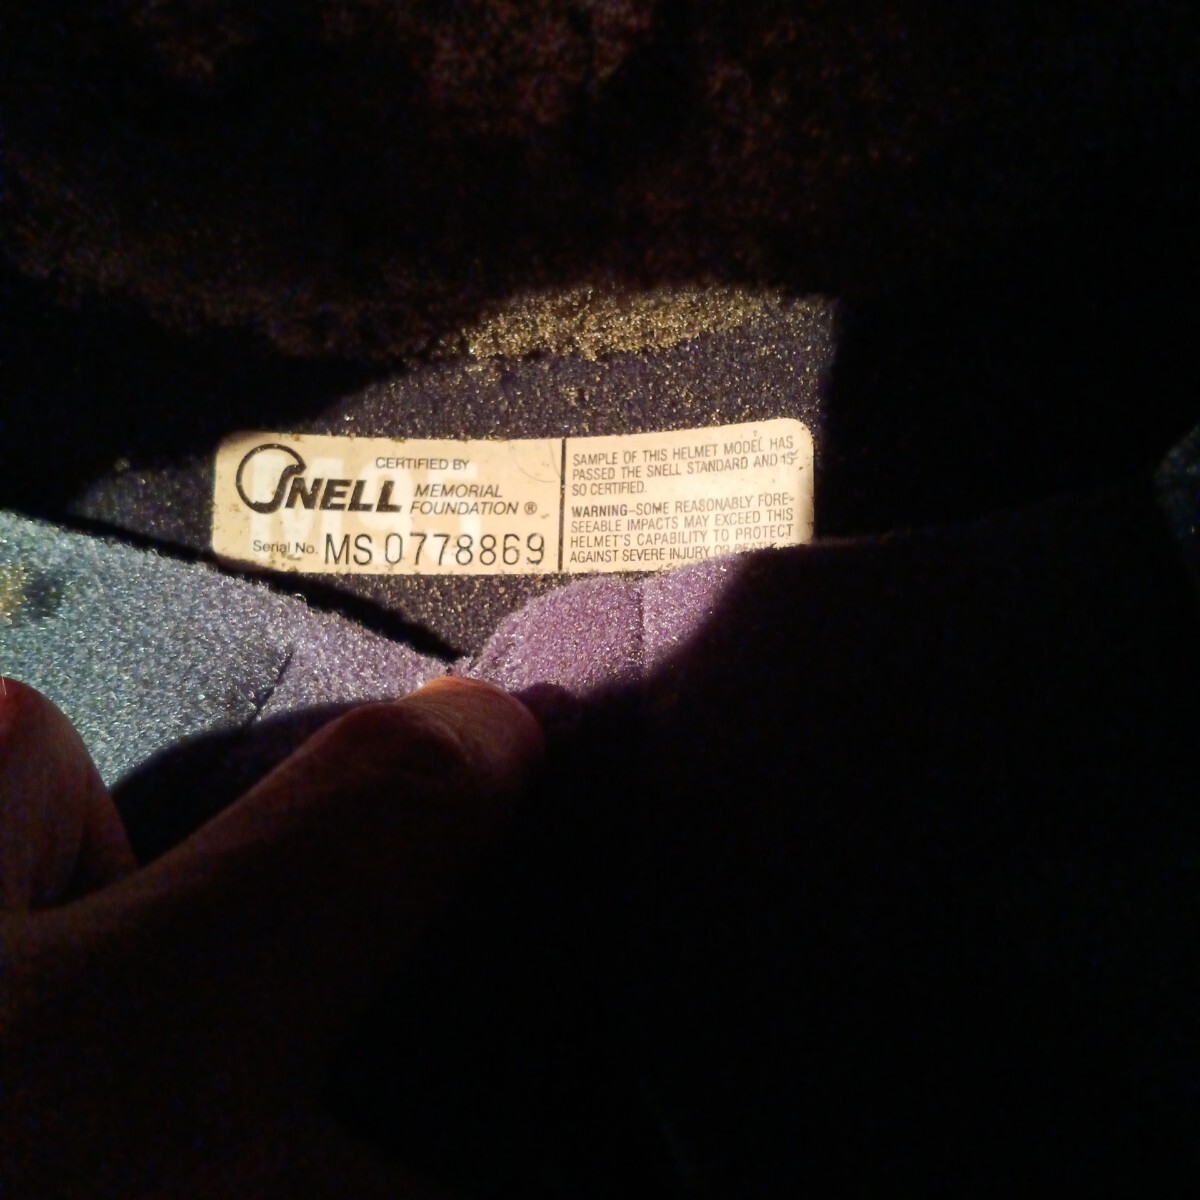 CERTIFIED BY
SNELL MEMORIAL
FOUNDATION ®
Serial No. MS 0778869
SAMPLE OF THIS HELMET MODEL HAS
PASSED THE SNELL STANDARD AND IS
SO CERTIFIED.
WARNING–SOME REASONABLY FORE-
SEEABLE IMPACTS MAY EXCEED THIS
HELMET'S CAPABILITY TO PROTECT
AGAINST SEVERE INJURY OR